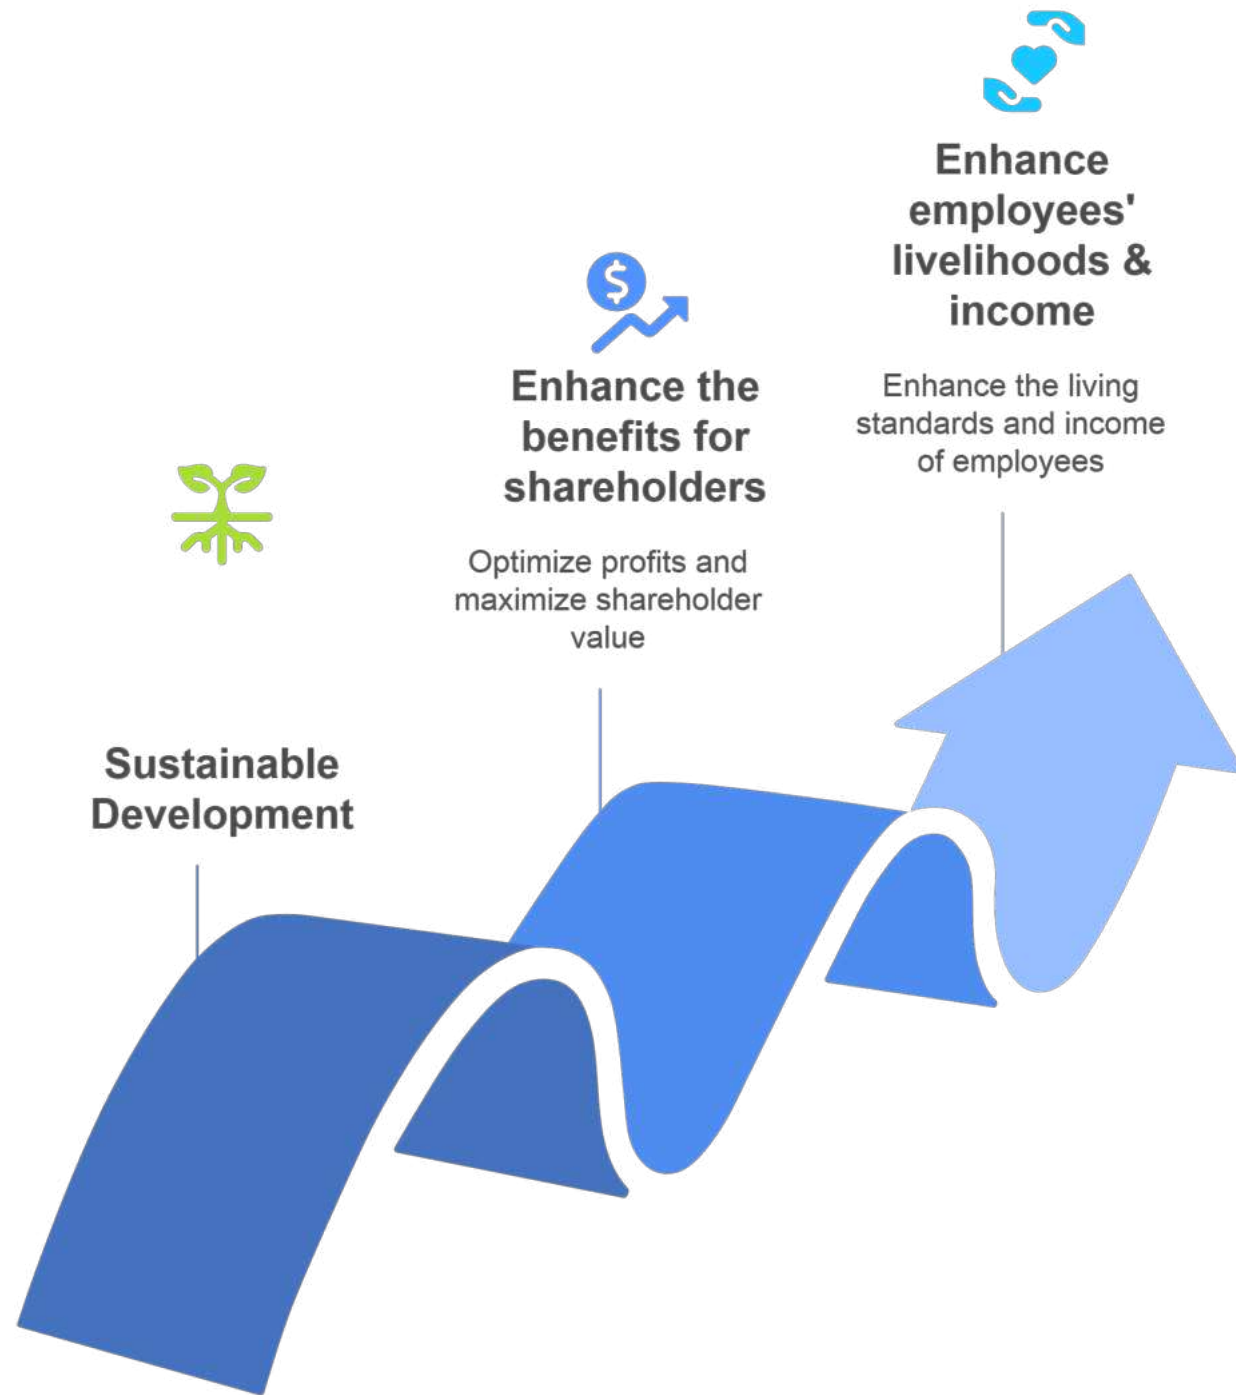 Sustainable
Development
Enhance the
benefits for
shareholders
Optimize profits and
maximize shareholder
value
Enhance
employees'
livelihoods &
income
Enhance the living
standards and income
of employees